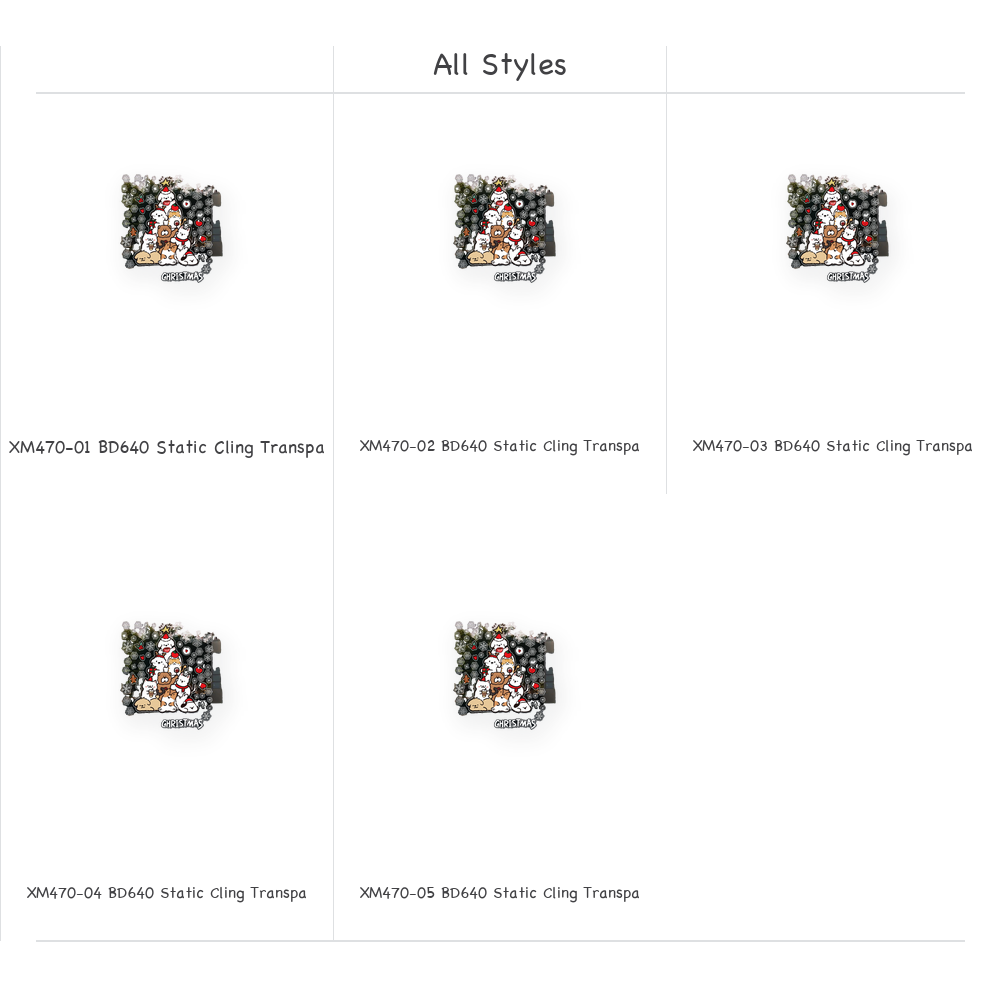 All Styles
CHRISTMAS
CHRISTMAS
CHRISTMAS
XM470-01 BD640 Static Cling Transpa
XM470-02 BD640 Static Cling Transpa
XM470-03 BD640 Static Cling Transpa
CHRISTMAS
CHRISTMAS
XM470-04 BD640 Static Cling Transpa
XM470-05 BD640 Static Cling Transpa